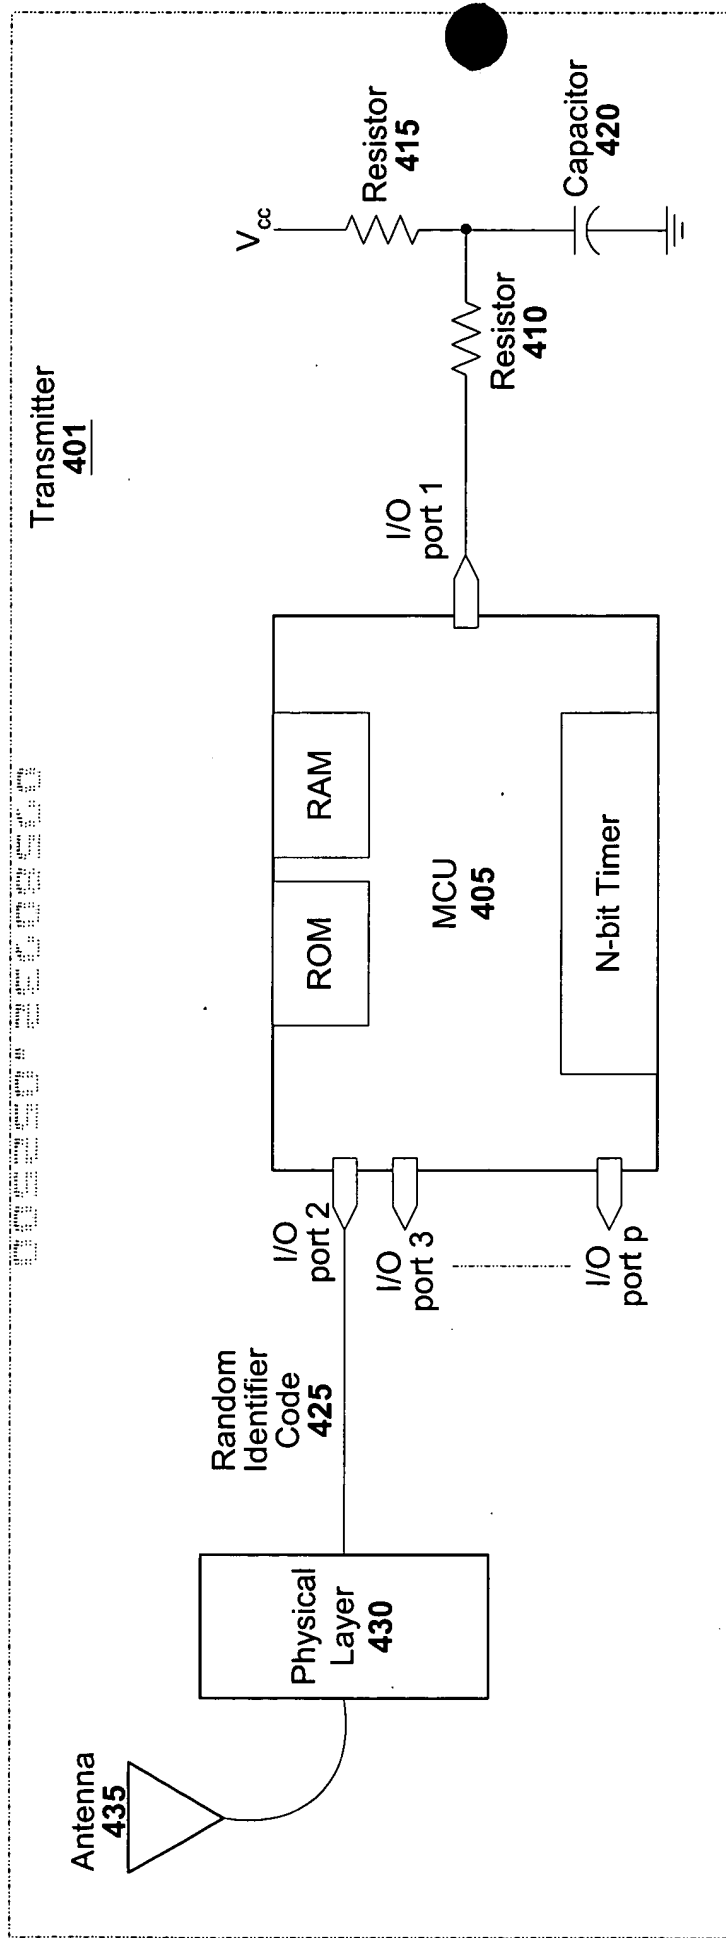 Transmitter
401
Antenna
435
Physical
Layer
430
Random
Identifier
Code
425
I/O
port 2
I/O
port 3
I/O
port p
ROM
RAM
MCU
405
N-bit Timer
I/O
port 1
Resistor
410
Vcc
Resistor
415
Capacitor
420